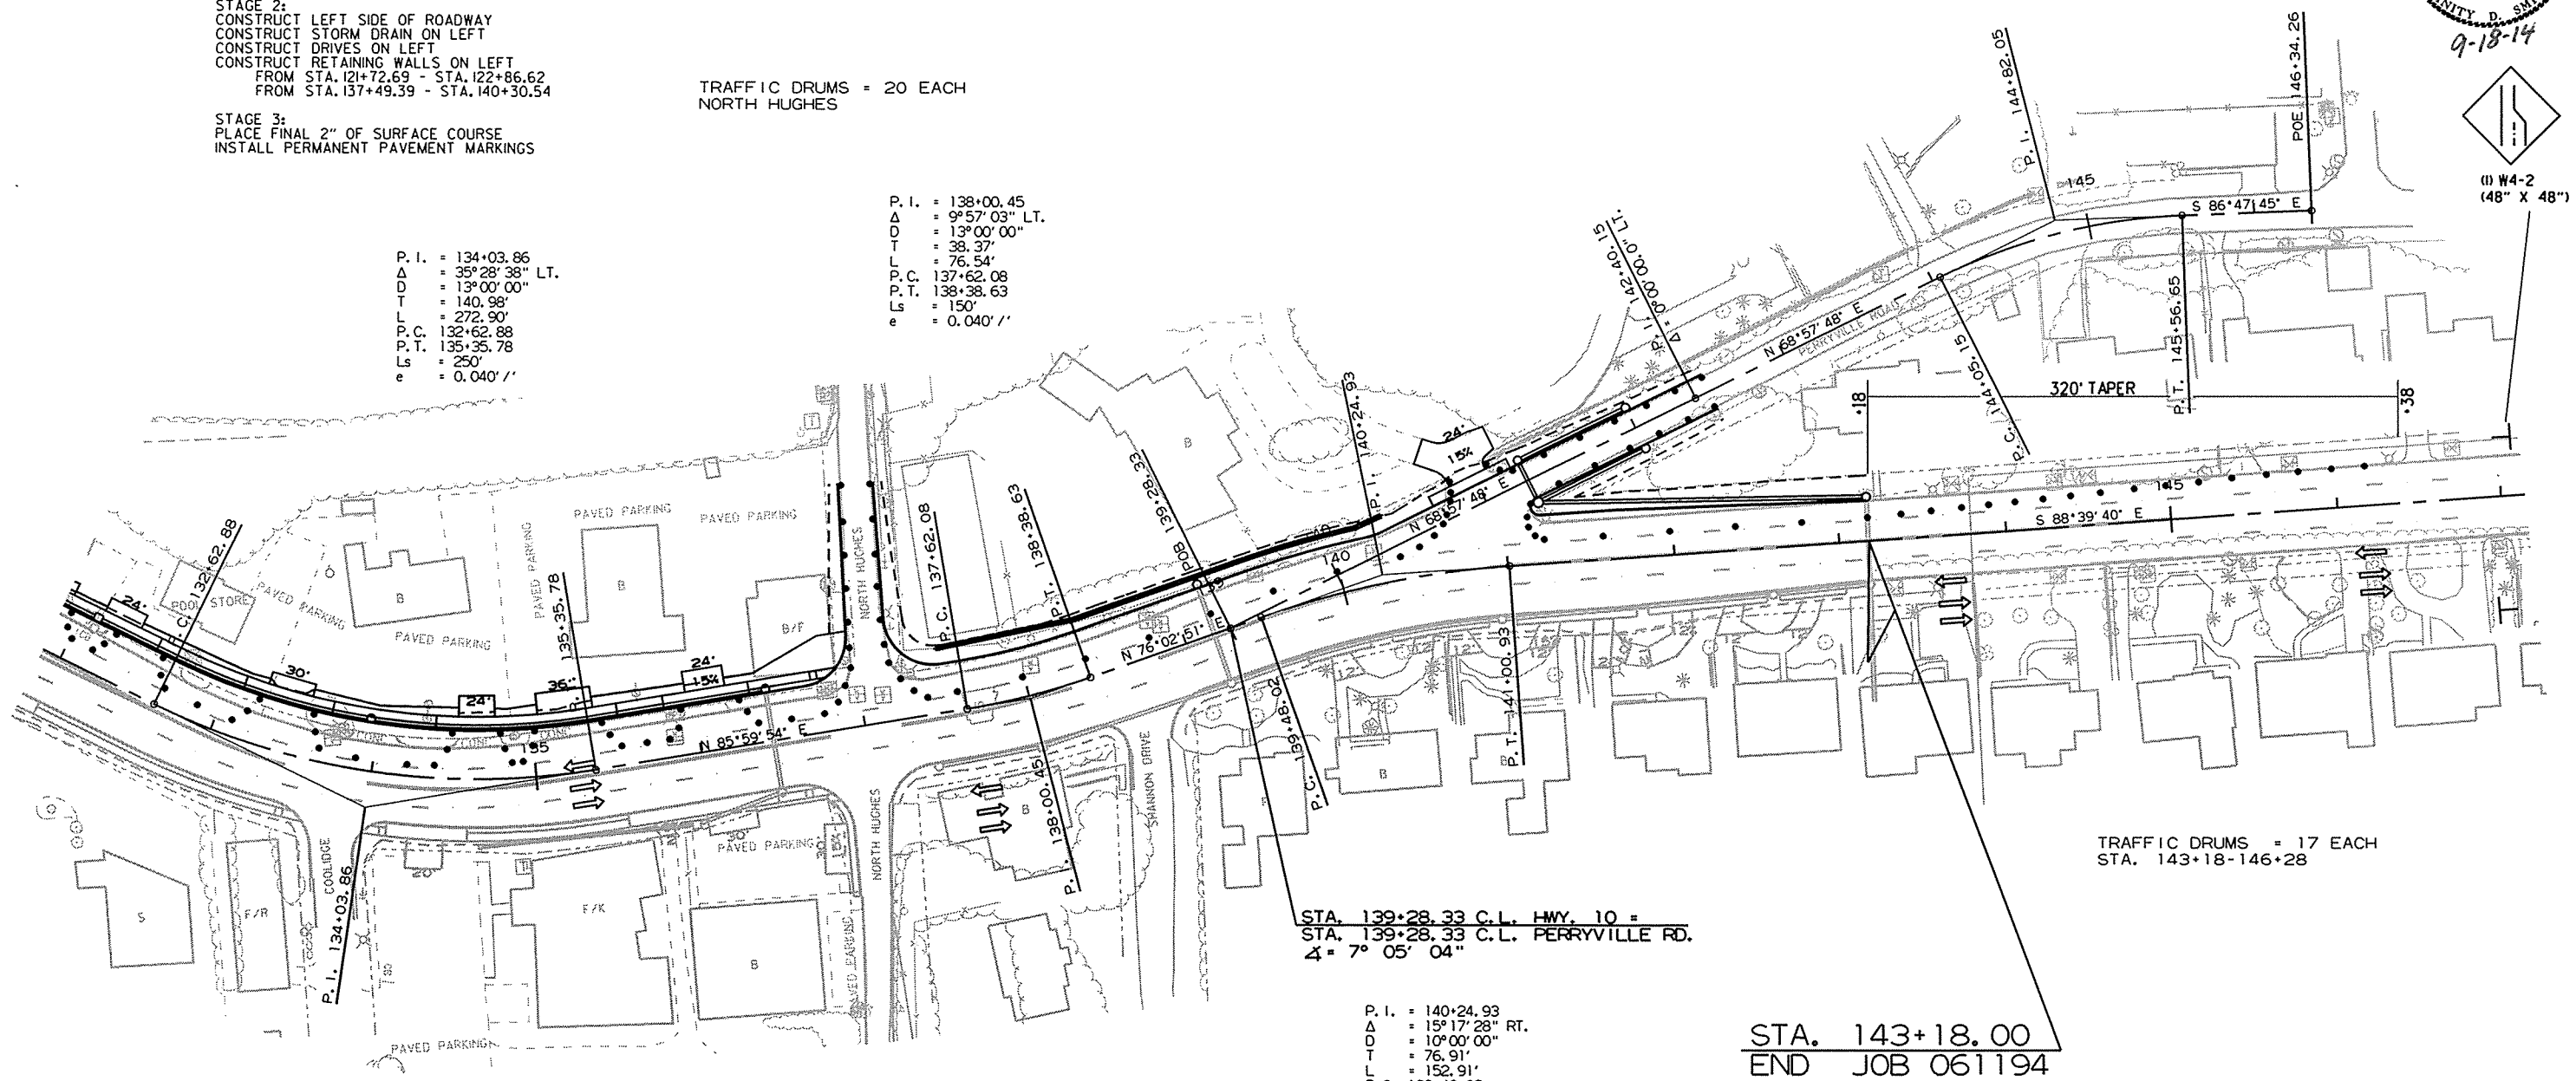 STAGE 2:
CONSTRUCT LEFT SIDE OF ROADWAY
CONSTRUCT STORM DRAIN ON LEFT
CONSTRUCT DRIVES ON LEFT
CONSTRUCT RETAINING WALLS ON LEFT
FROM STA. 121+72.69 - STA. 122+86.62
FROM STA. 137+49.39 - STA. 140+30.54
STAGE 3:
PLACE FINAL 2" OF SURFACE COURSE
INSTALL PERMANENT PAVEMENT MARKINGS
TRAFFIC DRUMS = 20 EACH
NORTH HUGHES
D. SMI
9-18-14
(1) W4-2
(48" X 48")
P.I. = 134+03.86
Δ = 35°28'38" LT.
D = 13°00'00"
T = 140.98'
L = 272.90'
P.C. 132+62.88
P.T. 135+35.78
Ls = 250'
e = 0.040'/'
P.I. = 138+00.45
Δ = 9°57'03" LT.
D = 13°00'00"
T = 38.37'
L = 76.54'
P.C. 137+62.08
P.T. 138+38.63
Ls = 150'
e = 0.040'/'
P.I. 144+82.05
POE 146+34.26
145
S 86°47'45" E
P.I. 142+40.15
Δ = 0°00'00.0" LT.
N 68°57'48" E
PERRYVILLE ROAD
P.C. 144+05.15
P.T. 145+56.65
+18
320' TAPER
+38
P.I. 140+24.93
24'
15%
N 68°57'48" E
145
S 88°39'40" E
P.C. 132+62.88
POOL STORE
24'
PAVED PARKING
B
PAVED PARKING
PAVED PARKING
PAVED PARKING
B
PAVED PARKING
B/F
NORTH HUGHES
30'
24'
36'
24'
15%
P.T. 135+35.78
135
N 85°59'54" E
P.C. 137+62.08
P.T. 138+38.63
POB 139+28.33
B
39
140
N 76°02'51" E
P.C. 139+48.02
P.T. 141+00.93
12'
12'
12'
12'
B
B
P.I. 138+00.45
B
SHANNON DRIVE
NORTH HUGHES
COOLIDGE
P.I. 134+03.86
S
F/R
20'
F/K
30'
PAVED PARKING
B
PAVED PARKING
PAVED PARKING
TRAFFIC DRUMS = 17 EACH
STA. 143+18-146+28
STA. 139+28.33 C.L. HWY. 10 =
STA. 139+28.33 C.L. PERRYVILLE RD.
∡= 7° 05' 04"
P.I. = 140+24.93
Δ = 15°17'28" RT.
D = 10°00'00"
T = 76.91'
L = 152.91'
STA. 143+18.00
END JOB 061194